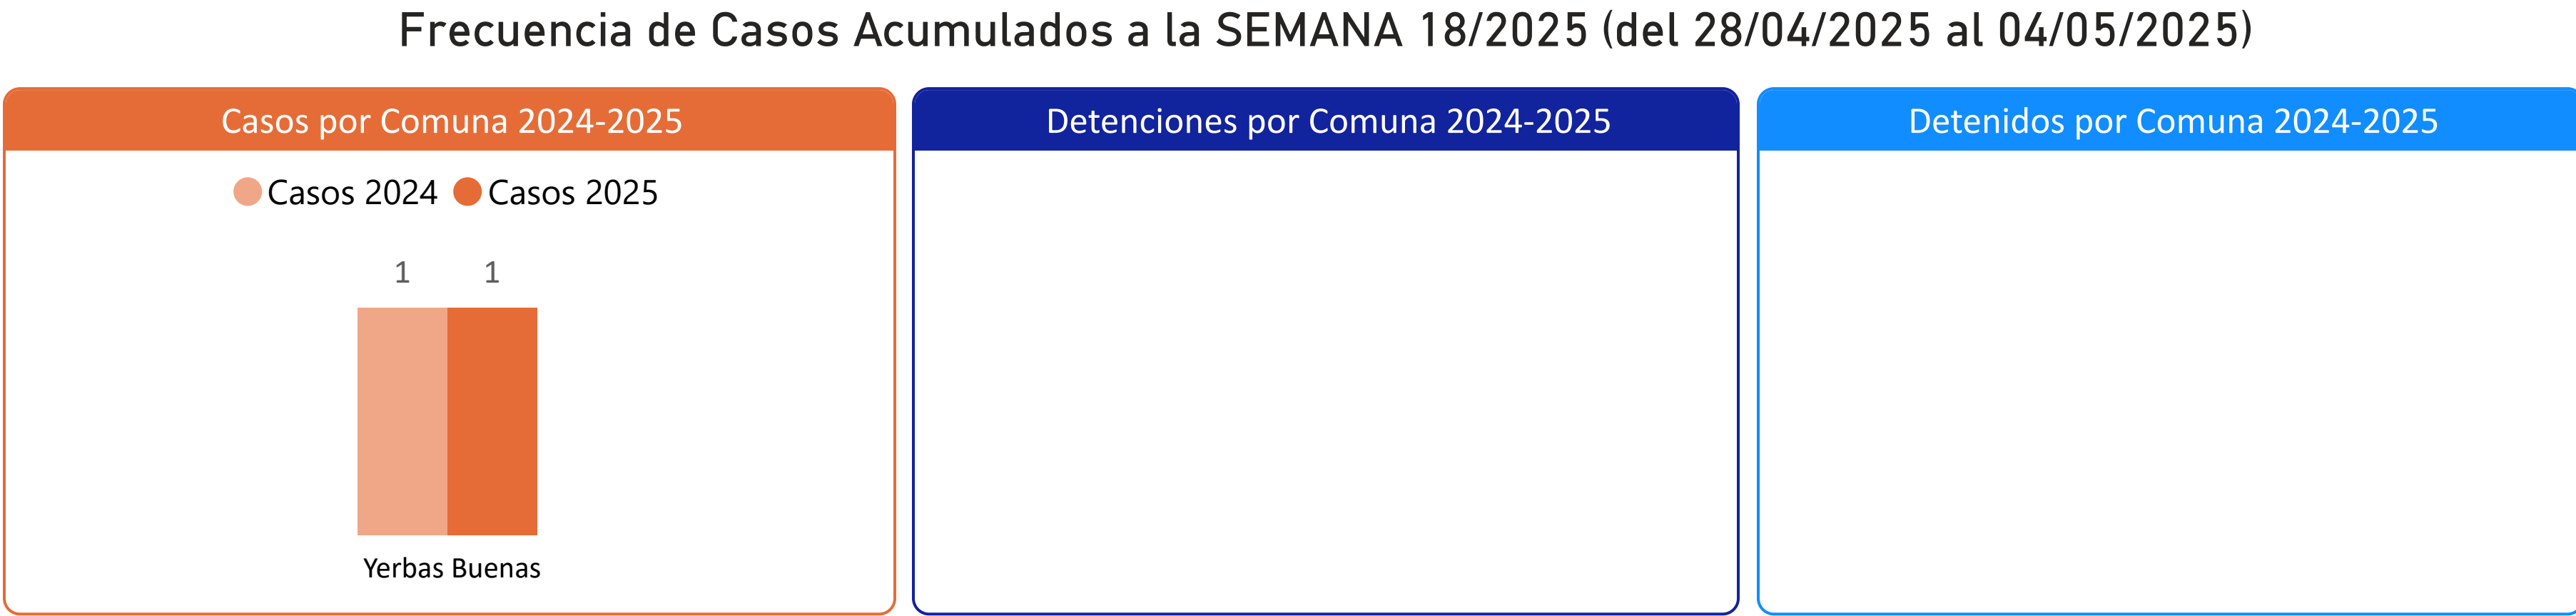 Frecuencia de Casos Acumulados a la SEMANA 18/2025 (del 28/04/2025 al 04/05/2025)
Casos por Comuna 2024-2025
Casos 2024 Casos 2025
1 1
Yerbas Buenas
Detenciones por Comuna 2024-2025
Detenidos por Comuna 2024-2025